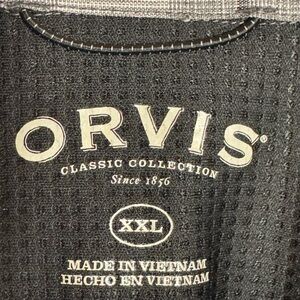 ORVIS®
CLASSIC COLLECTION
Since 1856
XXL
MADE IN VIETNAM
HECHO EN VIETNAM